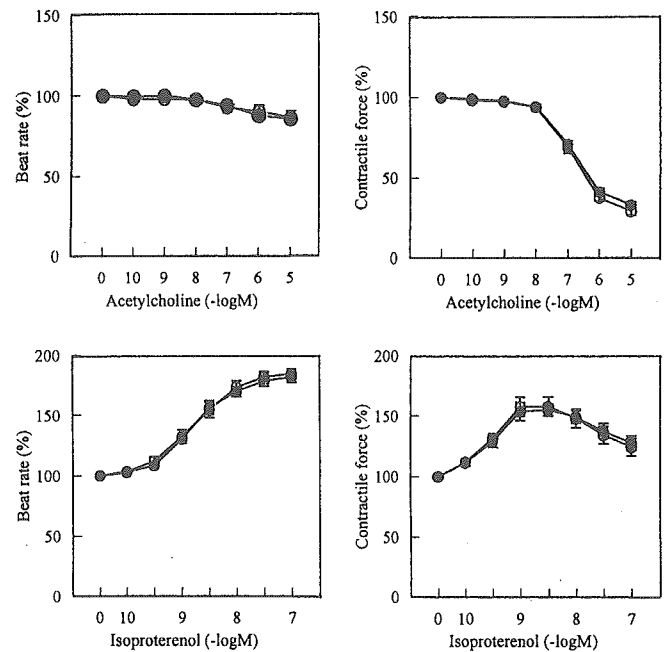 150
100
50
0
Beat rate (%)
0 10 9 8 7 6 5
Acetylcholine (-logM)
150
100
50
0
Contractile force (%)
0 10 9 8 7 6 5
Acetylcholine (-logM)
200
150
100
50
0
Beat rate (%)
0 10 9 8 7
Isoproterenol (-logM)
200
150
100
50
0
Contractile force (%)
0 10 9 8 7
Isoproterenol (-logM)